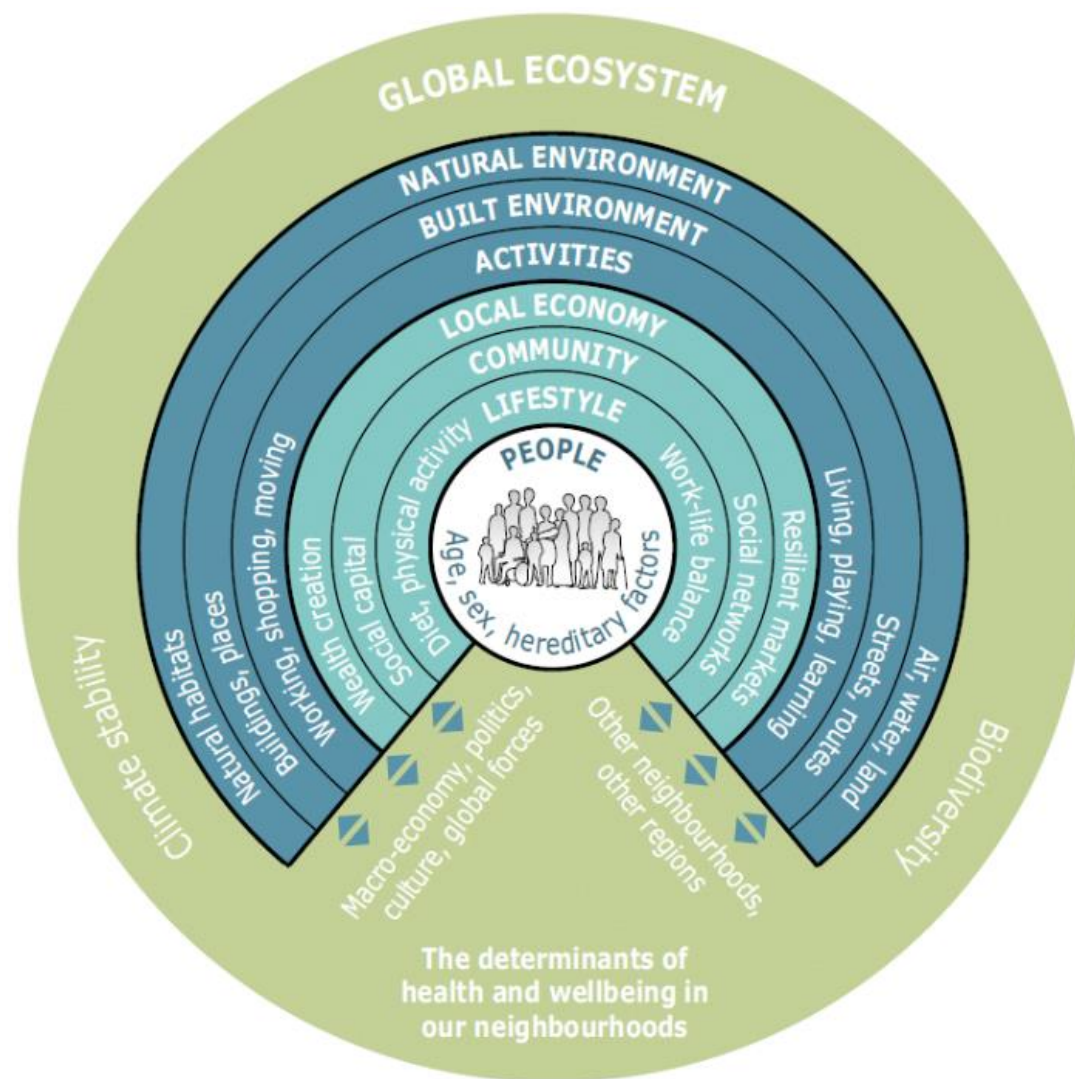 GLOBAL ECOSYSTEM
NATURAL ENVIRONMENT
BUILT ENVIRONMENT
ACTIVITIES
LOCAL ECONOMY
COMMUNITY
LIFESTYLE
PEOPLE
Age, sex, hereditary factors
Diet, physical activity
Work-life balance
Social capital
Social networks
Wealth creation
Resilient markets
Working, shopping, moving
Living, playing, learning
Buildings, places
Streets, routes
Natural habitats
Air, water, land
Climate stability
Biodiversity
Macro-economy, politics,
culture, global forces
Other neighbourhoods,
other regions
The determinants of
health and wellbeing in
our neighbourhoods